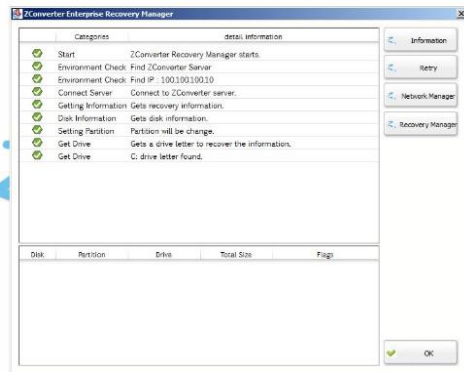 ZConverter Enterprise Recovery Manager
Categories detail information
Start ZConverter Recovery Manager starts.
Environment Check Find ZConverter Server
Environment Check Find IP : 100.100.100.10
Connect Server Connect to ZConverter server.
Getting Information Gets recovery information.
Disk Information Gets disk information.
Setting Partition Partition will be change.
Get Drive Gets a drive letter to recover the information.
Get Drive C: drive letter found.
Information
Retry
Network Manager
Recovery Manager
Disk Partition Drive Total Size Flags
OK